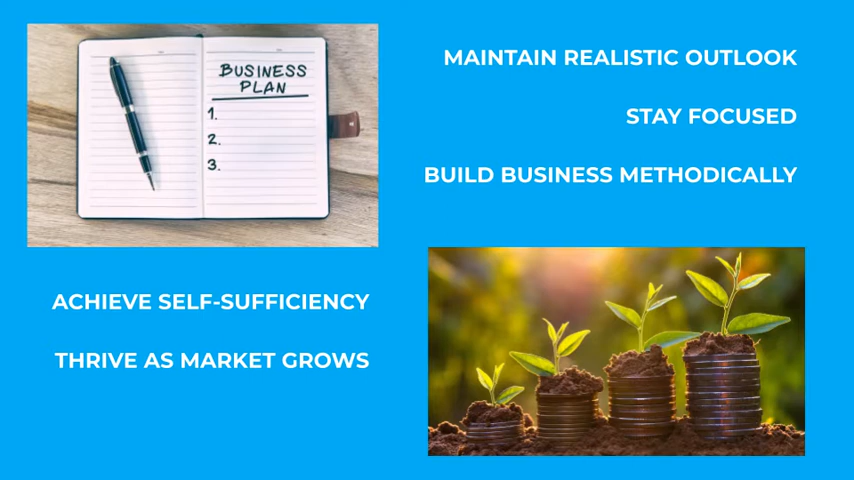 BUSINESS
PLAN
1.
2.
3.
MAINTAIN REALISTIC OUTLOOK
STAY FOCUSED
BUILD BUSINESS METHODICALLY
ACHIEVE SELF-SUFFICIENCY
THRIVE AS MARKET GROWS